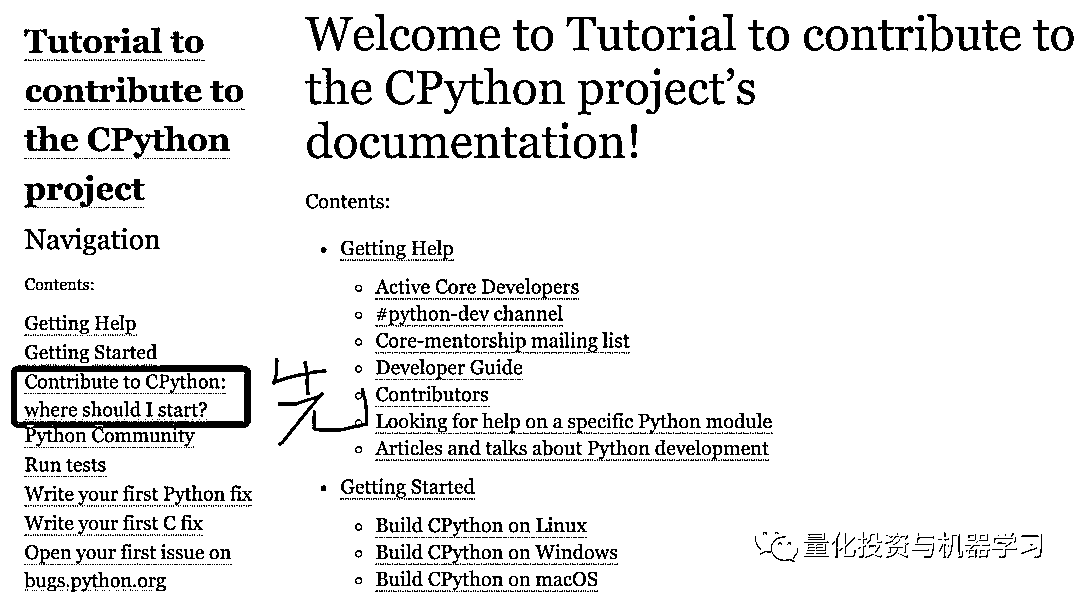 Tutorial to
contribute to
the CPython
project
Navigation
Contents:
Getting Help
Getting Started
Contribute to CPython:
where should I start?
Python Community
Run tests
Write your first Python fix
Write your first C fix
Open your first issue on
bugs.python.org
先
Welcome to Tutorial to contribute to
the CPython project’s
documentation!
Contents:
• Getting Help
◦ Active Core Developers
◦ #python-dev channel
◦ Core-mentorship mailing list
◦ Developer Guide
◦ Contributors
◦ Looking for help on a specific Python module
◦ Articles and talks about Python development
• Getting Started
◦ Build CPython on Linux
◦ Build CPython on Windows
◦ Build CPython on macOS
量化投资与机器学习